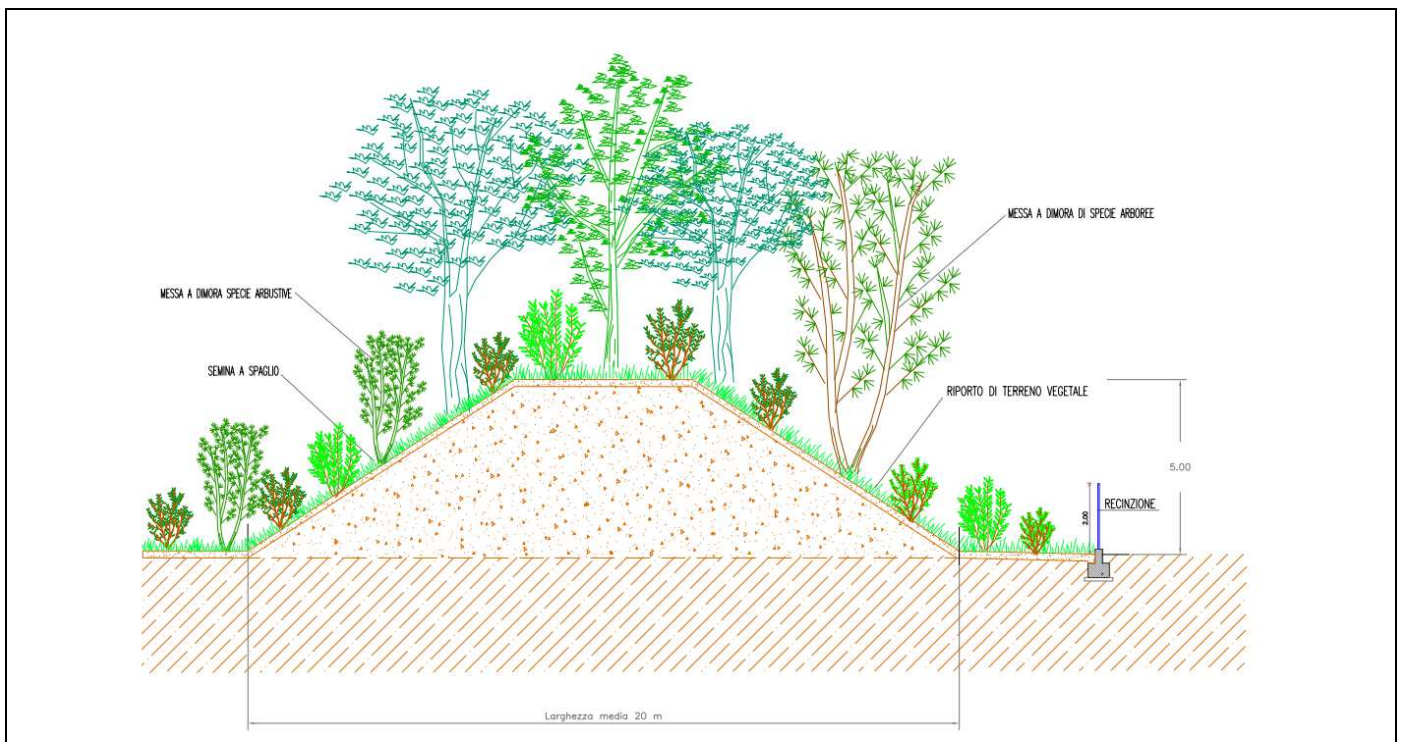 MESSA A DIMORA DI SPECIE ARBOREE
MESSA A DIMORA SPECIE ARBUSTIVE
SEMINA A SPAGLIO
RIPORTO DI TERRENO VEGETALE
5.00
RECINZIONE
2.00
Larghezza media 20 m